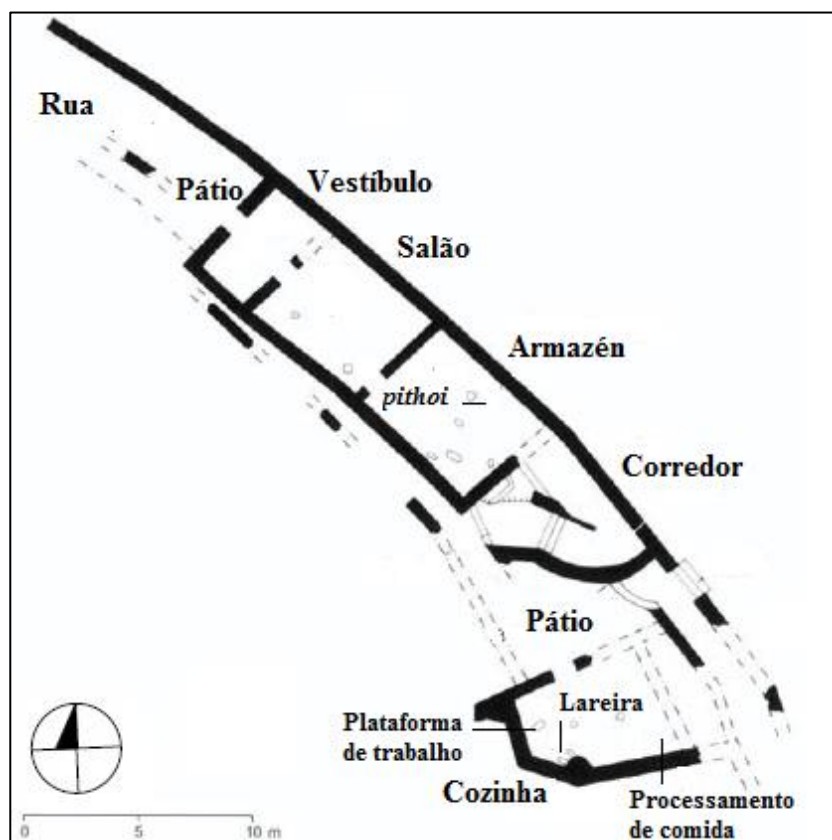 Rua
Pátio
Vestíbulo
Salão
Armazén
pithoi
Corredor
Pátio
Lareira
Plataforma
de trabalho
Cozinha
Processamento
de comida
0 5 10 m